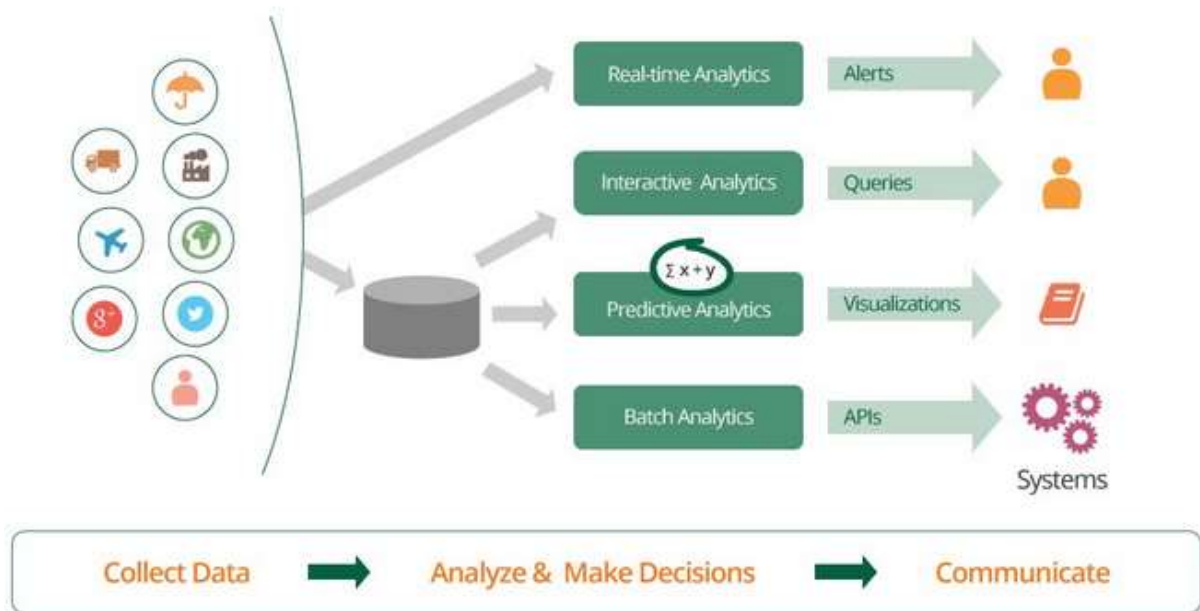 Real-time Analytics
Alerts
Interactive Analytics
Queries
∑ x + y
Predictive Analytics
Visualizations
Batch Analytics
APIs
Systems
8+
Collect Data
Analyze & Make Decisions
Communicate